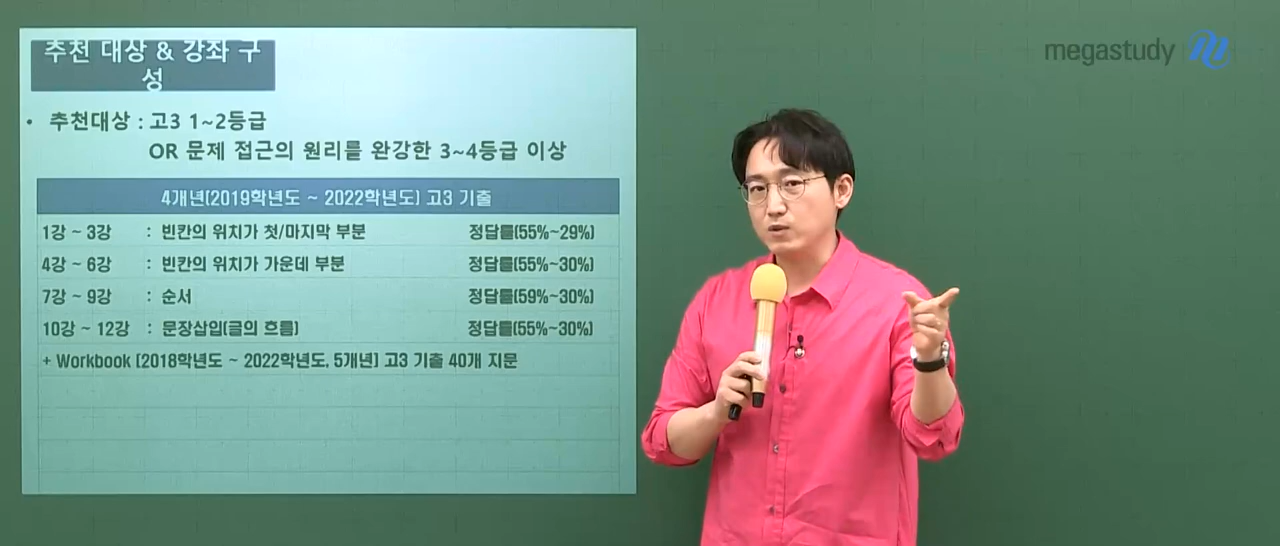 추천 대상 & 강좌 구
성
megastudy
• 추천대상 : 고3 1~2등급
OR 문제 접근의 원리를 완강한 3~4등급 이상
4개년(2019학년도 ~ 2022학년도) 고3 기출
1강 ~ 3강 : 빈칸의 위치가 첫/마지막 부분 정답률(55%~29%)
4강 ~ 6강 : 빈칸의 위치가 가운데 부분 정답률(55%~30%)
7강 ~ 9강 : 순서 정답률(59%~30%)
10강 ~ 12강 : 문장삽입(글의 흐름) 정답률(55%~30%)
+ Workbook (2018학년도 ~ 2022학년도, 5개년) 고3 기출 40개 지문